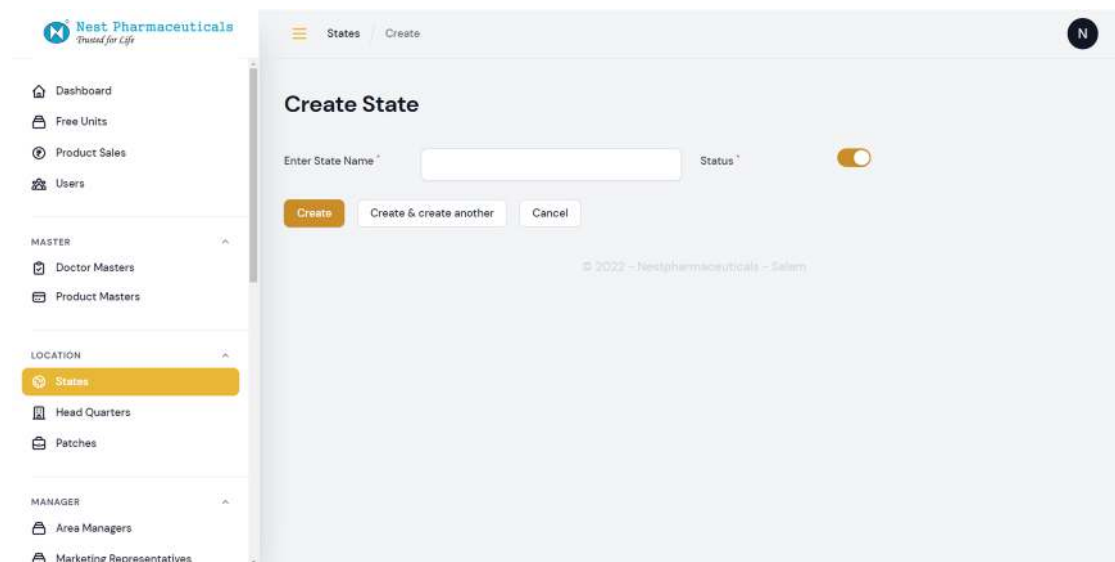 Nest Pharmaceuticals
Trusted for Life
Dashboard
Free Units
Product Sales
Users
MASTER
Doctor Masters
Product Masters
LOCATION
States
Head Quarters
Patches
MANAGER
Area Managers
Marketing Representatives
States / Create
N
Create State
Enter State Name *
Status *
Create
Create & create another
Cancel
© 2022 - Nestpharmaceuticals - Salem